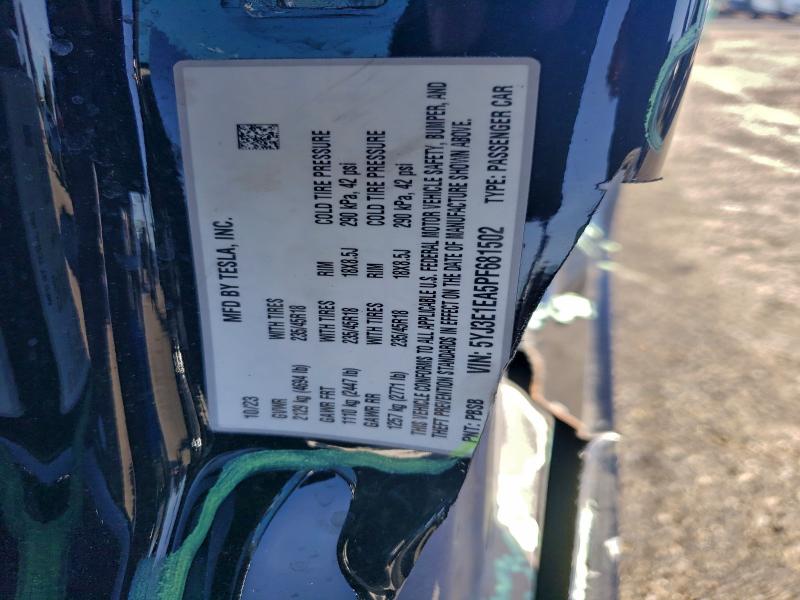 MFD BY TESLA, INC.
10/23
GVWR
2129 kg (4694 lb)
WITH TIRES
235/45R18
GAWR FRT
1110 kg (2447 lb)
WITH TIRES
235/45R18
RIM
18X8.5J
COLD TIRE PRESSURE
290 kPa, 42 psi
GAWR RR
1257 kg (2771 lb)
WITH TIRES
235/45R18
RIM
18X8.5J
COLD TIRE PRESSURE
290 kPa, 42 psi
THIS VEHICLE CONFORMS TO ALL APPLICABLE U.S. FEDERAL MOTOR VEHICLE SAFETY, BUMPER, AND
THEFT PREVENTION STANDARDS IN EFFECT ON THE DATE OF MANUFACTURE SHOWN ABOVE.
PNT: PBSB VIN: 5YJ3E1EA5PF681502 TYPE: PASSENGER CAR